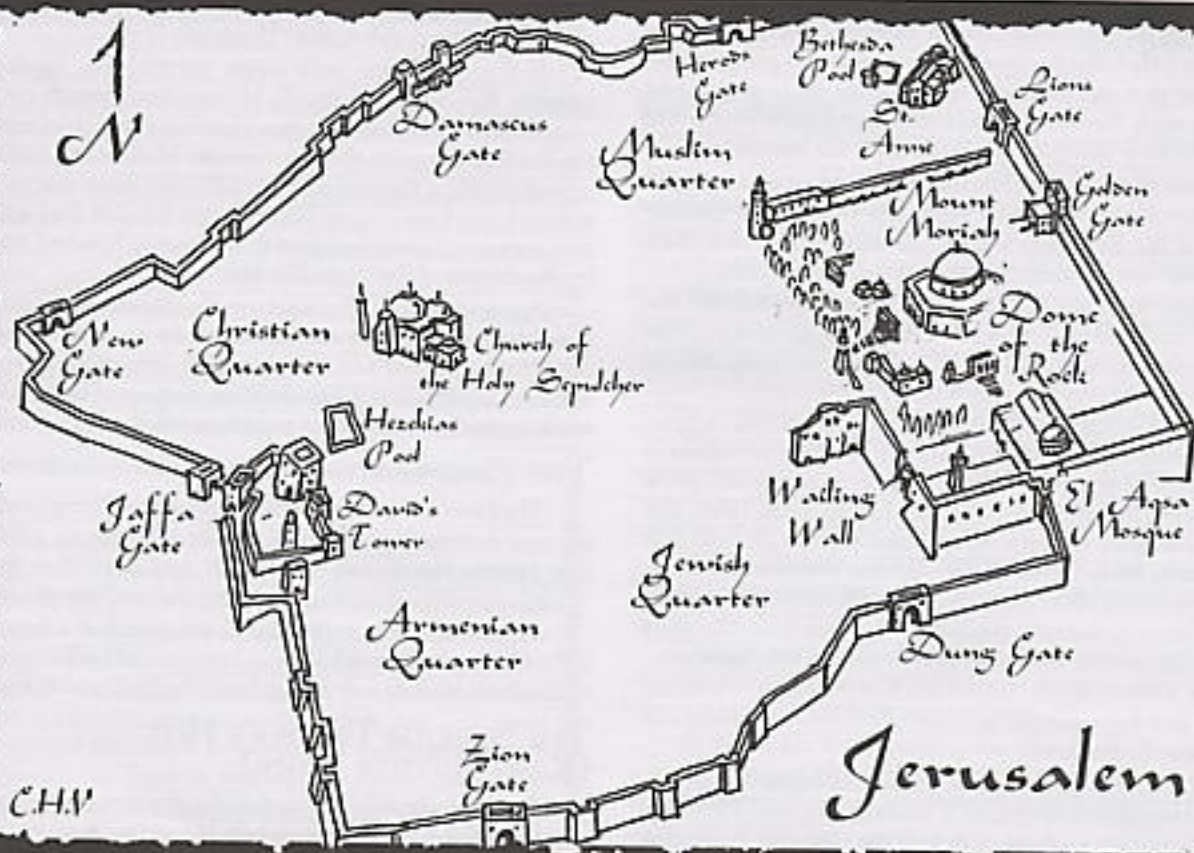 N
Damascus
Gate
Herods
Gate
Bethesda
Pool
St.
Anne
Lions
Gate
Muslim
Quarter
Mount
Moriah
Golden
Gate
New
Gate
Christian
Quarter
Church of
the Holy Sepulcher
Dome
of the
Rock
Hezekias
Pool
Jaffa
Gate
David's
Tower
Wailing
Wall
El Aqsa
Mosque
Jewish
Quarter
Armenian
Quarter
Dung Gate
Zion
Gate
Jerusalem
C.H.V